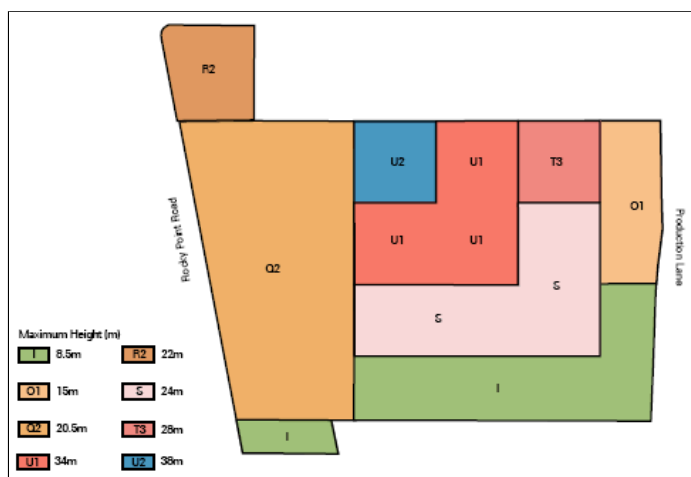 R2
U2
U1
T3
O1
U1
U1
Rocky Point Road
Production Lane
Q2
S
S
I
I
Maximum Height (m)
I 8.5m
R2 22m
O1 15m
S 24m
Q2 20.5m
T3 28m
U1 34m
U2 38m